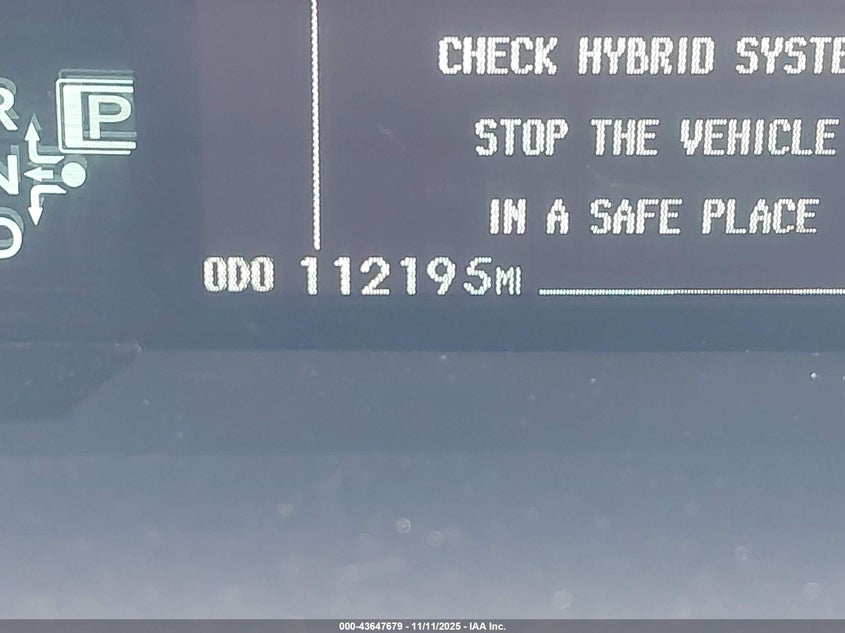 CHECK HYBRID SYSTE
STOP THE VEHICLE
IN A SAFE PLACE
R
P
N
D
ODO 112195MI
000-43647679 - 11/11/2025 - IAA Inc.